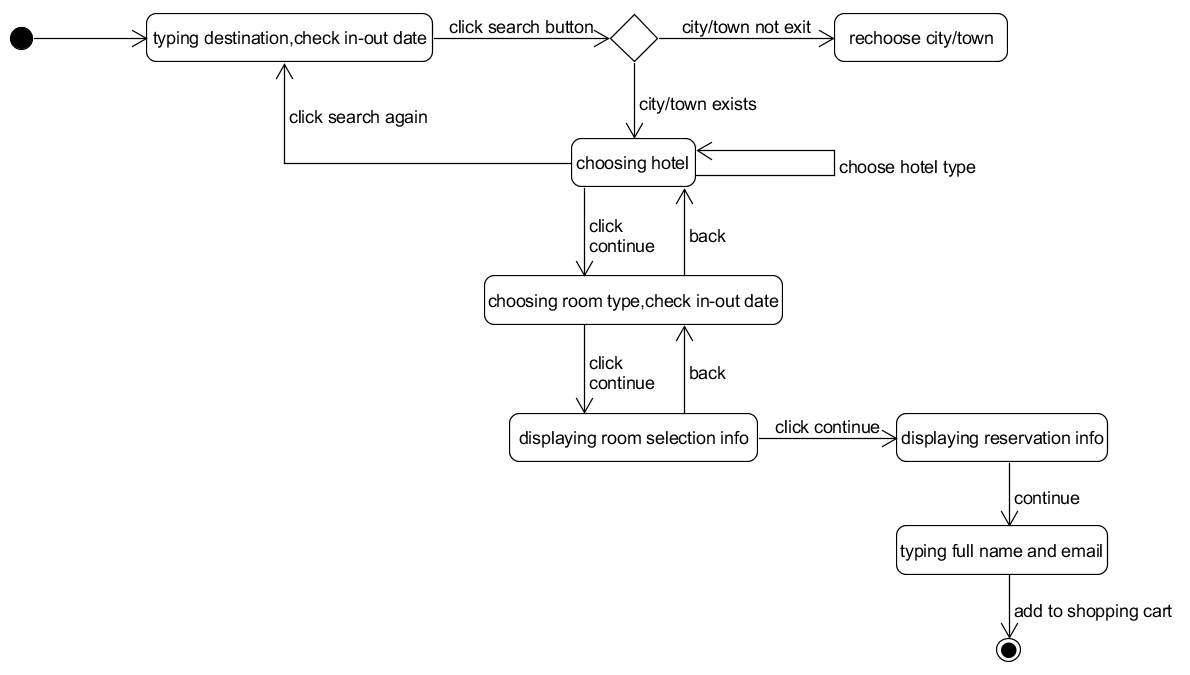 typing destination,check in-out date
click search button
city/town not exit
rechoose city/town
city/town exists
click search again
choosing hotel
choose hotel type
click
continue
back
choosing room type,check in-out date
click
continue
back
displaying room selection info
click continue
displaying reservation info
continue
typing full name and email
add to shopping cart